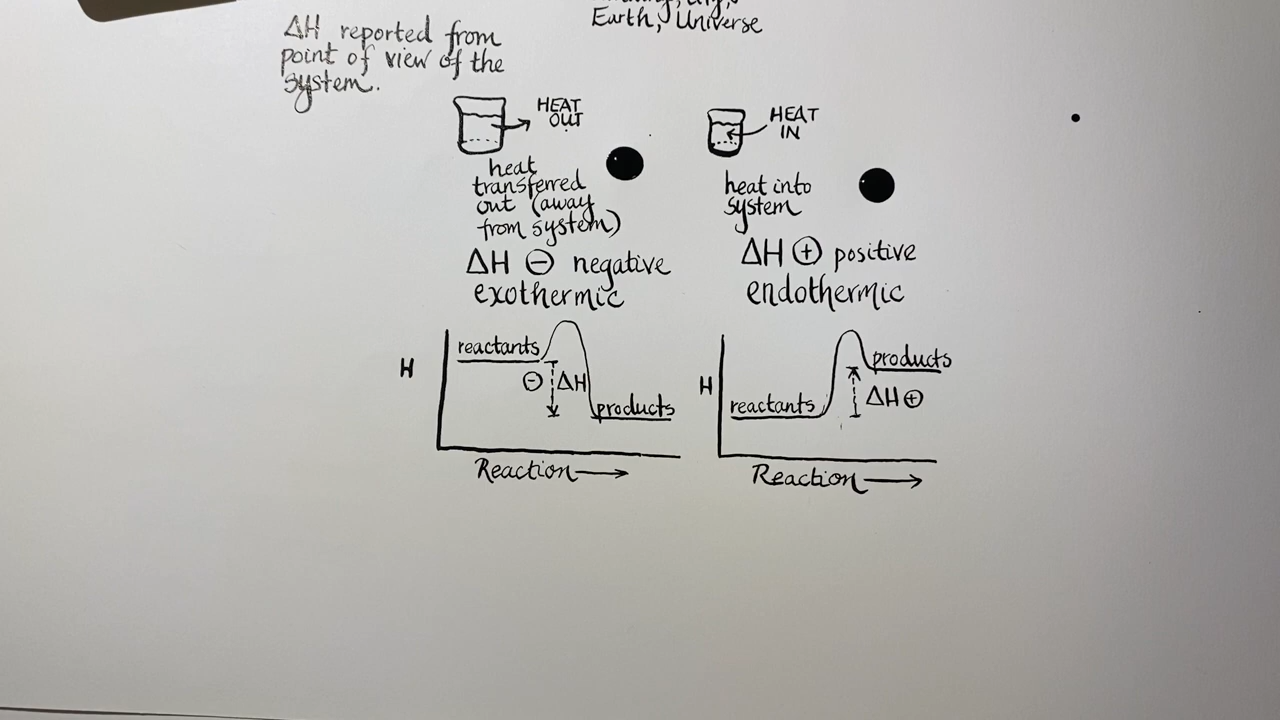 Earth, Universe
ΔH reported from
point of view of the
system.
HEAT
OUT
heat
transferred
out (away
from system)
ΔH ⊖ negative
exothermic
HEAT
IN
heat into
system
ΔH ⊕ positive
endothermic
H
reactants
⊖ ΔH
products
Reaction →
H
reactants
products
ΔH ⊕
Reaction →